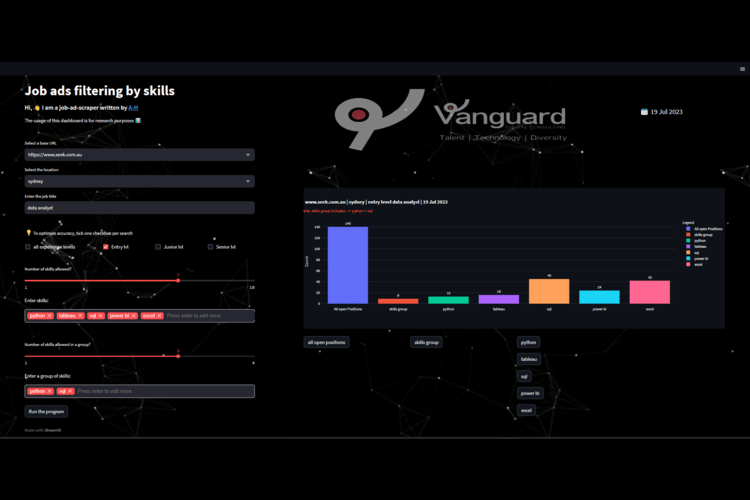 Job ads filtering by skills
Hi, 👋 I am a job-ad-scraper written by A-H
The usage of this dashboard is for research purposes
Select a base URL
https://www.seek.com.au
Select the location
sydney
Enter the job title
data analyst
💡 To optimize accuracy, tick one checkbox per search
all experience levels
Entry lvl
Junior lvl
Senior lvl
Number of skills allowed?
1
10
Enter skills:
python
tableau
sql
power bi
excel
Press enter to add more
Number of skills allowed in a group?
1
4
Enter a group of skills:
python
sql
Press enter to add more
Run the program
Made with Streamlit
Vanguard
Talent | Technology | Diversity
19 Jul 2023
www.seek.com.au | sydney | entry level data analyst | 19 Jul 2023
skills group includes
python
sql
Count
140
120
100
80
60
40
20
0
140
24
42
All open Positions
skills group
python
tableau
sql
power bi
excel
Legend
All open Positions
skills group
python
tableau
sql
power bi
excel
all open positions
skills group
python
tableau
sql
power bi
excel